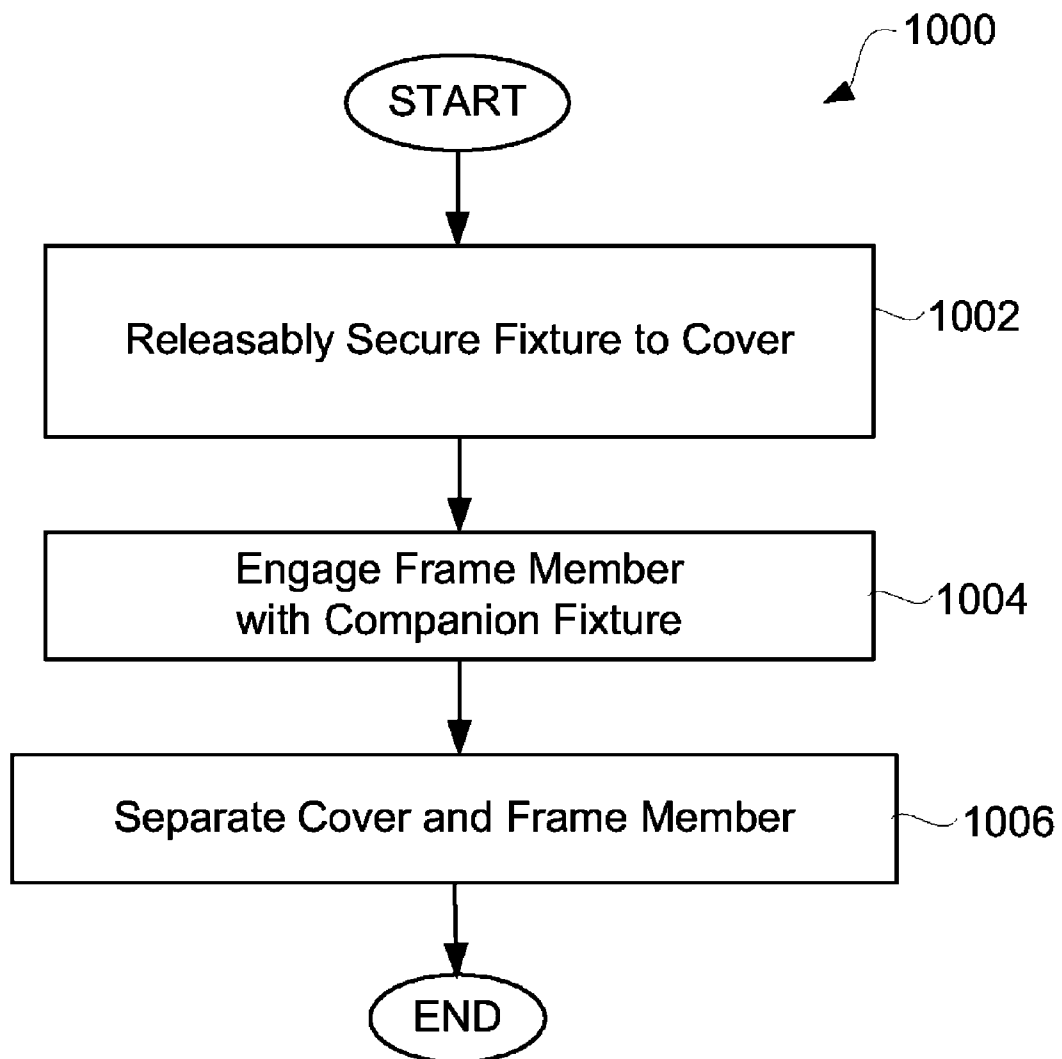 1000
START
Releasably Secure Fixture to Cover
1002
Engage Frame Member
with Companion Fixture
1004
Separate Cover and Frame Member
1006
END